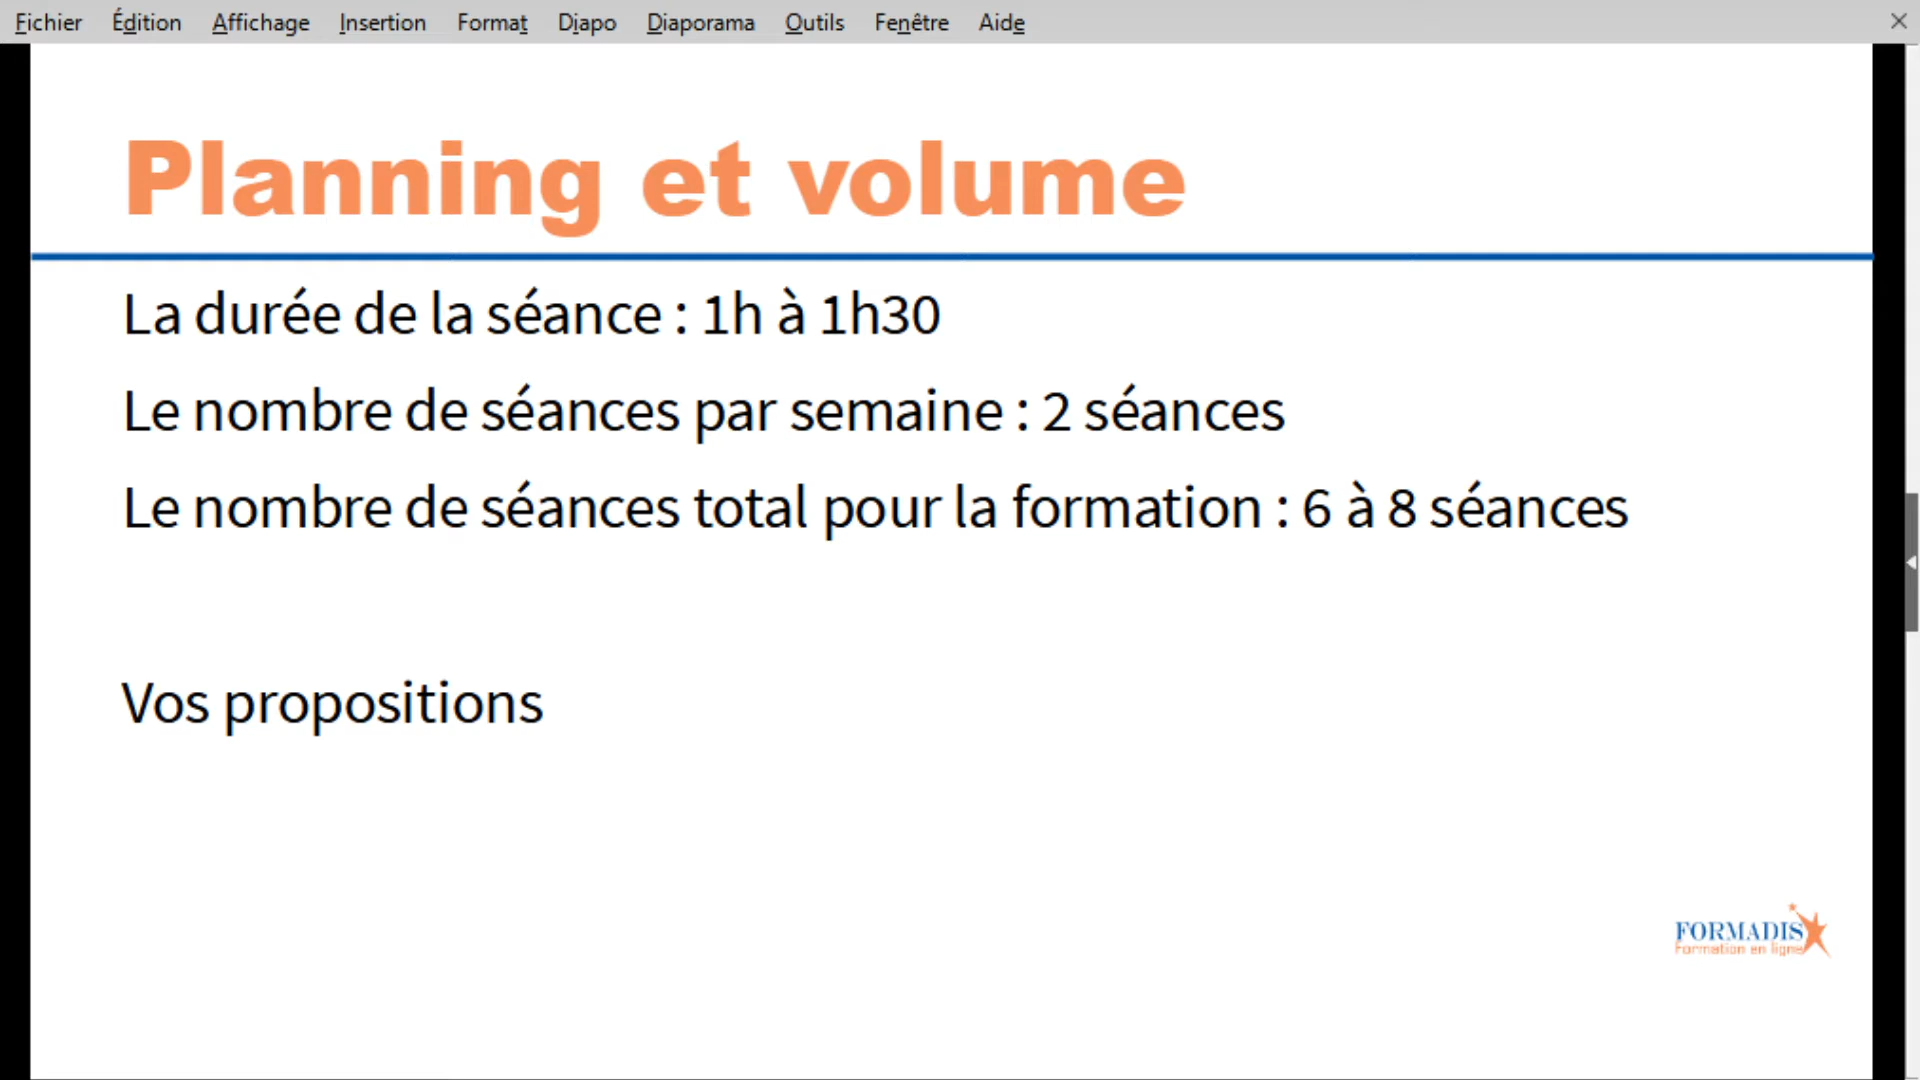 Fichier Édition Affichage Insertion Format Diapo Diaporama Outils Fenêtre Aide
Planning et volume
La durée de la séance : 1h à 1h30
Le nombre de séances par semaine : 2 séances
Le nombre de séances total pour la formation : 6 à 8 séances
Vos propositions
FORMADIS
Formation en ligne